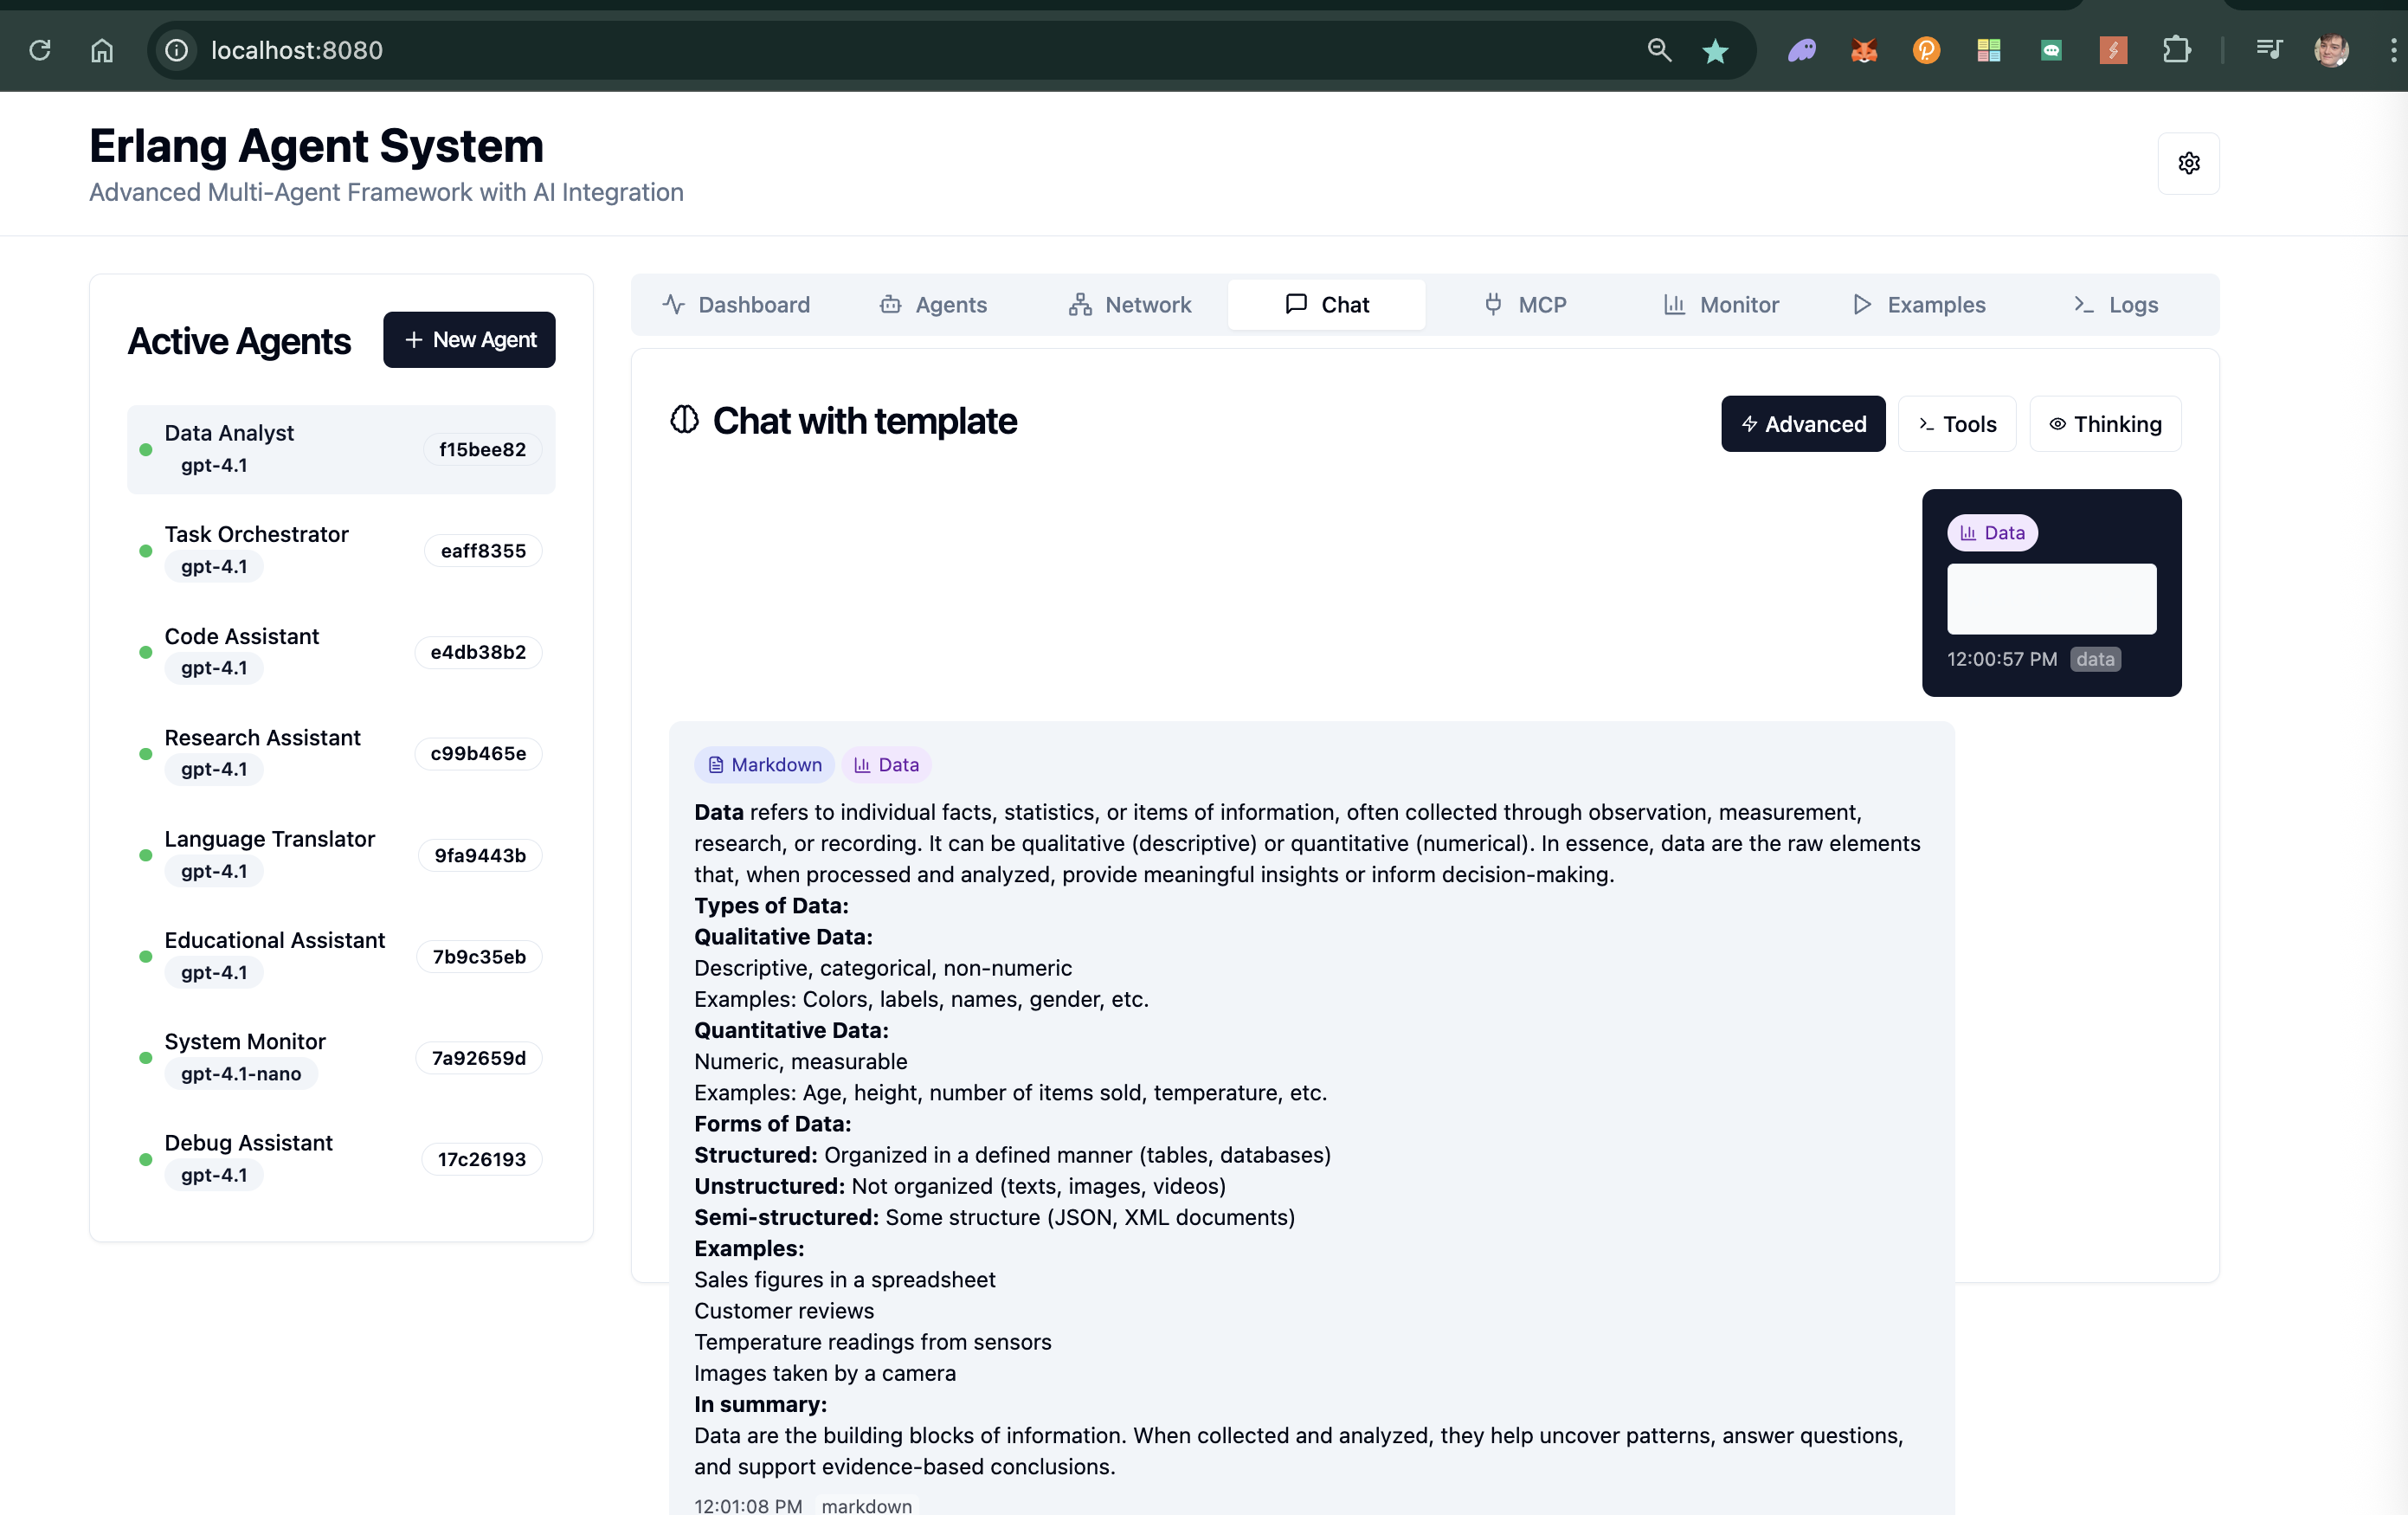 localhost:8080
Erlang Agent System
Advanced Multi-Agent Framework with AI Integration
Active Agents
+ New Agent
Data Analyst
gpt-4.1
f15bee82
Task Orchestrator
gpt-4.1
eaff8355
Code Assistant
gpt-4.1
e4db38b2
Research Assistant
gpt-4.1
c99b465e
Language Translator
gpt-4.1
9fa9443b
Educational Assistant
gpt-4.1
7b9c35eb
System Monitor
gpt-4.1-nano
7a92659d
Debug Assistant
gpt-4.1
17c26193
Dashboard Agents Network Chat MCP Monitor Examples Logs
Chat with template
Advanced Tools Thinking
Data
12:00:57 PM data
Markdown Data
Data refers to individual facts, statistics, or items of information, often collected through observation, measurement,
research, or recording. It can be qualitative (descriptive) or quantitative (numerical). In essence, data are the raw elements
that, when processed and analyzed, provide meaningful insights or inform decision-making.
Types of Data:
Qualitative Data:
Descriptive, categorical, non-numeric
Examples: Colors, labels, names, gender, etc.
Quantitative Data:
Numeric, measurable
Examples: Age, height, number of items sold, temperature, etc.
Forms of Data:
Structured: Organized in a defined manner (tables, databases)
Unstructured: Not organized (texts, images, videos)
Semi-structured: Some structure (JSON, XML documents)
Examples:
Sales figures in a spreadsheet
Customer reviews
Temperature readings from sensors
Images taken by a camera
In summary:
Data are the building blocks of information. When collected and analyzed, they help uncover patterns, answer questions,
and support evidence-based conclusions.
12:01:08 PM markdown